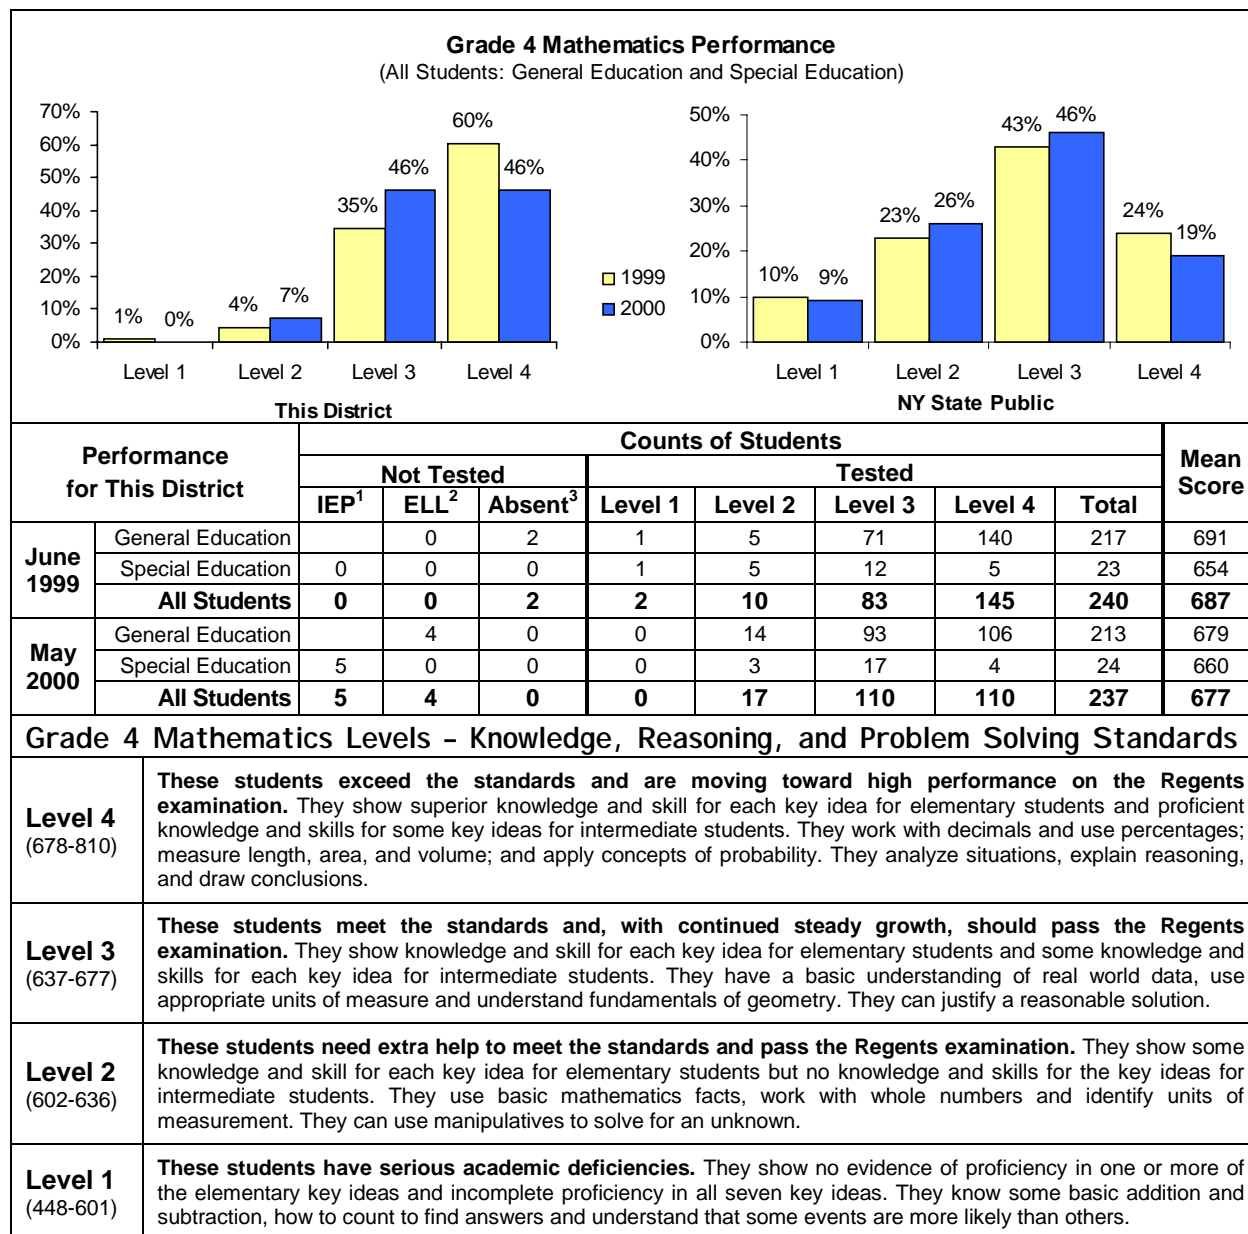 Grade 4 Mathematics Performance
(All Students: General Education and Special Education)
70%
60%
50%
40%
30%
20%
10%
0%
1%
0%
4%
7%
35%
46%
60%
46%
Level 1
Level 2
Level 3
Level 4
This District
1999
2000
50%
40%
30%
20%
10%
0%
10%
9%
23%
26%
43%
46%
24%
19%
Level 1
Level 2
Level 3
Level 4
NY State Public
Performance
for This District
Counts of Students
Mean
Score
Not Tested
Tested
IEP1 ELL2 Absent3 Level 1 Level 2 Level 3 Level 4 Total
June
1999
General Education 0 2 1 5 71 140 217 691
Special Education 0 0 0 1 5 12 5 23 654
All Students 0 0 2 2 10 83 145 240 687
May
2000
General Education 4 0 0 14 93 106 213 679
Special Education 5 0 0 0 3 17 4 24 660
All Students 5 4 0 0 17 110 110 237 677
Grade 4 Mathematics Levels – Knowledge, Reasoning, and Problem Solving Standards
Level 4
(678-810)
These students exceed the standards and are moving toward high performance on the Regents
examination. They show superior knowledge and skill for each key idea for elementary students and proficient
knowledge and skills for some key ideas for intermediate students. They work with decimals and use percentages;
measure length, area, and volume; and apply concepts of probability. They analyze situations, explain reasoning,
and draw conclusions.
Level 3
(637-677)
These students meet the standards and, with continued steady growth, should pass the Regents
examination. They show knowledge and skill for each key idea for elementary students and some knowledge and
skills for each key idea for intermediate students. They have a basic understanding of real world data, use
appropriate units of measure and understand fundamentals of geometry. They can justify a reasonable solution.
Level 2
(602-636)
These students need extra help to meet the standards and pass the Regents examination. They show some
knowledge and skill for each key idea for elementary students but no knowledge and skills for the key ideas for
intermediate students. They use basic mathematics facts, work with whole numbers and identify units of
measurement. They can use manipulatives to solve for an unknown.
Level 1
(448-601)
These students have serious academic deficiencies. They show no evidence of proficiency in one or more of
the elementary key ideas and incomplete proficiency in all seven key ideas. They know some basic addition and
subtraction, how to count to find answers and understand that some events are more likely than others.